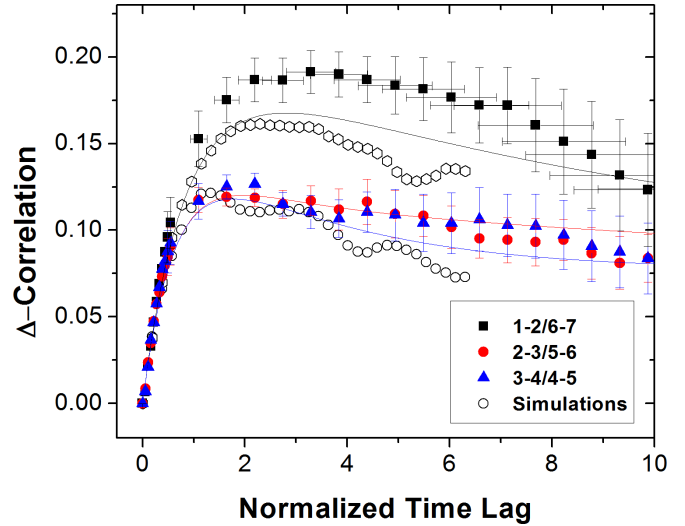 0.20
0.15
0.10
0.05
0.00
Δ–Correlation
1-2/6-7
2-3/5-6
3-4/4-5
Simulations
0 2 4 6 8 10
Normalized Time Lag